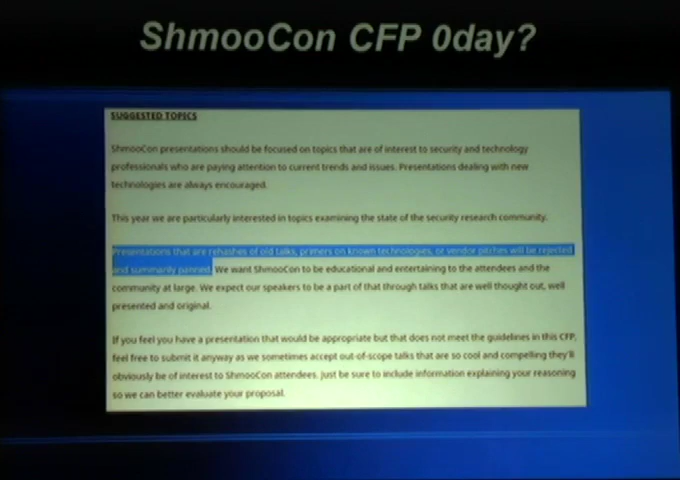 ShmooCon CFP 0day?
SUGGESTED TOPICS
ShmooCon presentations should be focused on topics that are of interest to security and technology
professionals who are paying attention to current trends and issues. Presentations dealing with new
technologies are always encouraged.
This year we are particularly interested in topics examining the state of the security research community.
Presentations that are rehashes of old talks, primers on known technologies, or vendor pitches will be rejected
and summarily panned. We want ShmooCon to be educational and entertaining to the attendees and the
community at large. We expect our speakers to be a part of that through talks that are well thought out, well
presented and original.
If you feel you have a presentation that would be appropriate but that does not meet the guidelines in this CFP,
feel free to submit it anyway as we sometimes accept out-of-scope talks that are so cool and compelling they'll
obviously be of interest to ShmooCon attendees. Just be sure to include information explaining your reasoning
so we can better evaluate your proposal.